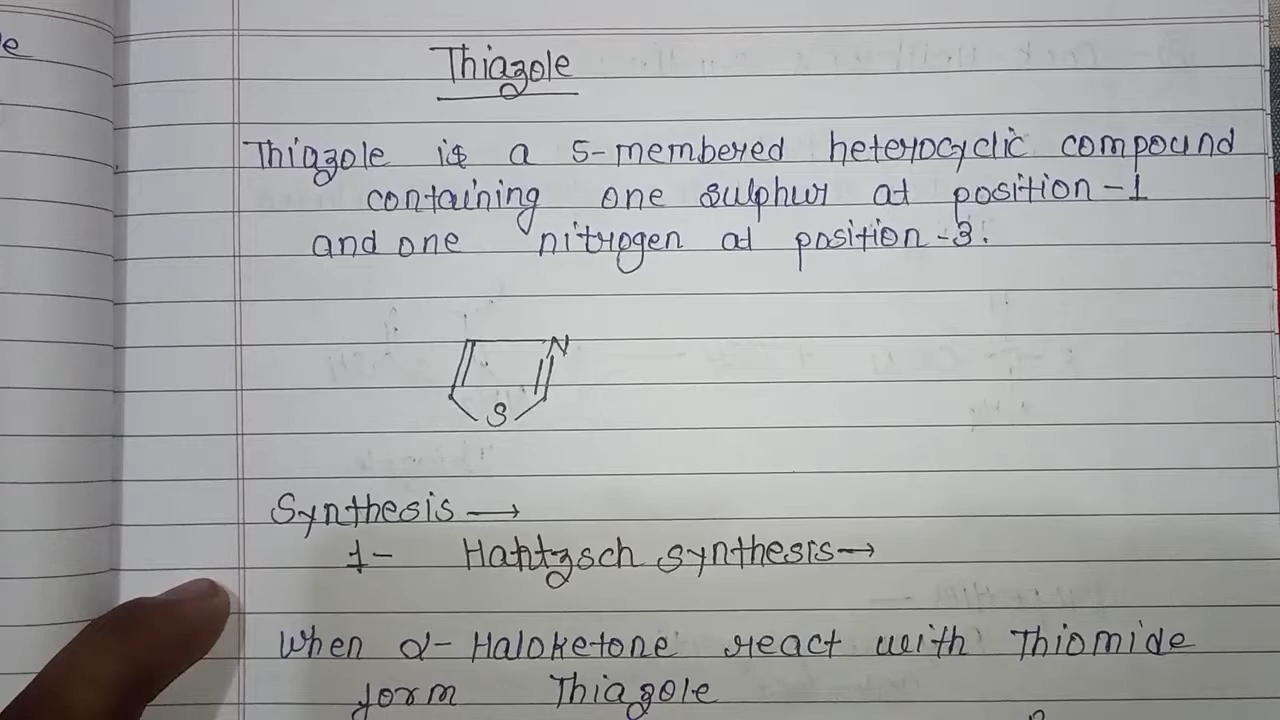 Thiazole
Thiazole is a 5-membered heterocyclic compound
containing one sulphur at position-1
and one nitrogen at position-3.
N
S
Synthesis →
1- Hahtzsch synthesis→
When α-Haloketone react with Thiomide
form Thiazole